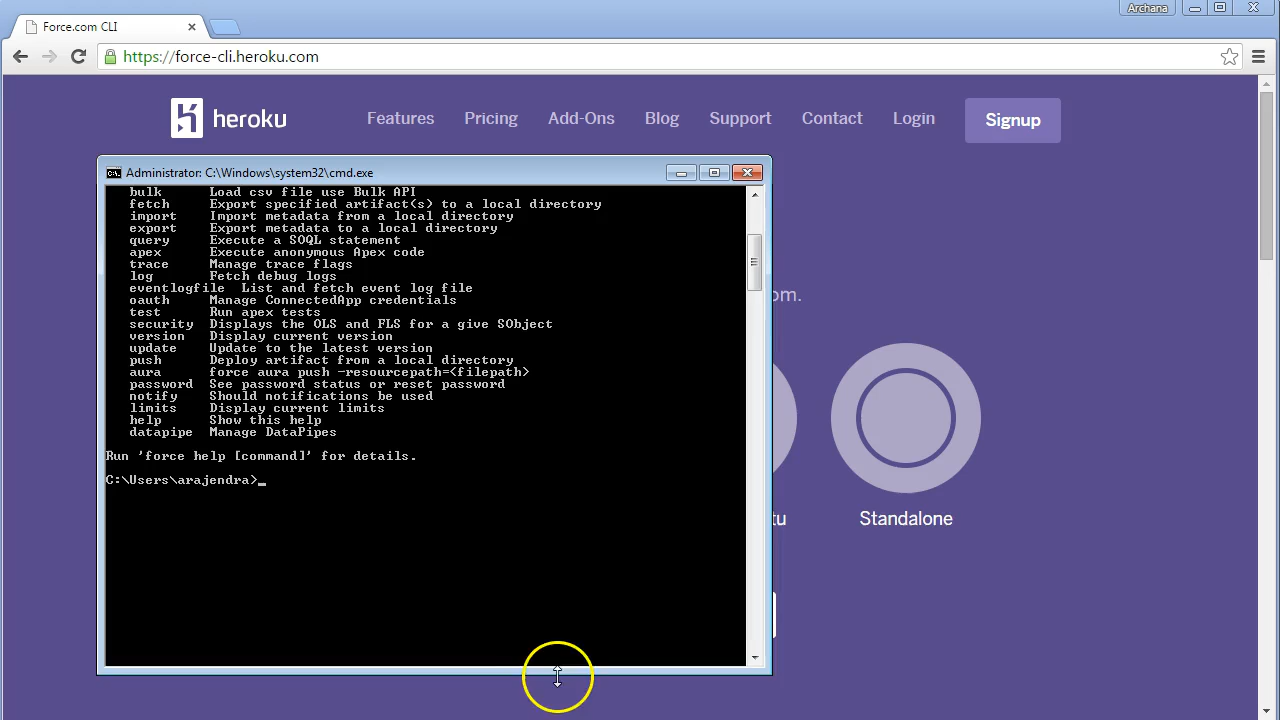 Archana
Force.com CLI
https://force-cli.heroku.com
heroku Features Pricing Add-Ons Blog Support Contact Login Signup
Administrator: C:\Windows\system32\cmd.exe
bulk Load csv file use Bulk API
fetch Export specified artifact(s) to a local directory
import Import metadata from a local directory
export Export metadata to a local directory
query Execute a SOQL statement
apex Execute anonymous Apex code
trace Manage trace flags
log Fetch debug logs
eventlogfile List and fetch event log file
oauth Manage ConnectedApp credentials
test Run apex tests
security Displays the OLS and FLS for a give SObject
version Display current version
update Update to the latest version
push Deploy artifact from a local directory
aura force aura push -resourcepath=<filepath>
password See password status or reset password
notify Should notifications be used
limits Display current limits
help Show this help
datapipe Manage DataPipes
Run 'force help [command]' for details.
C:\Users\arajendra>_
om.
tu
Standalone